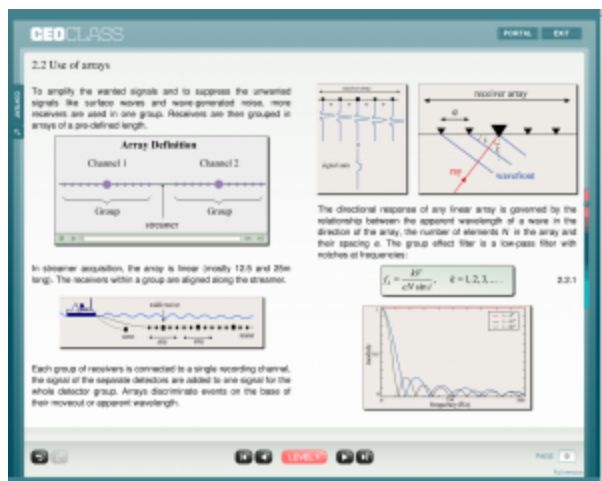 GEOCLASS
PORTAL
EXIT
CONTENT
2.2 Use of arrays
To amplify the wanted signals and to suppress the unwanted
signals like surface waves and wave-generated noise, more
receivers are used in one group. Receivers are then grouped in
arrays of a pre-defined length.
Array Definition
Channel 1 Channel 2
Group Group
streamer
In streamer acquisition, the array is linear (mostly 12.5 and 25m
long). The receivers within a group are aligned along the streamer.
Each group of receivers is connected to a single recording channel,
the signal of the separate detectors are added to one signal for the
whole detector group. Arrays discriminate events on the base of
their moveout or apparent wavelength.
receiver array
a
ray
wavefront
The directional response of any linear array is governed by the
relationship between the apparent wavelength of a wave in the
direction of the array, the number of elements N in the array and
their spacing a. The group effect filter is a low-pass filter with
notches at frequencies:
k = 1, 2, 3, ...
2.2.1
frequency (Hz)
LEVEL 1
PAGE 9